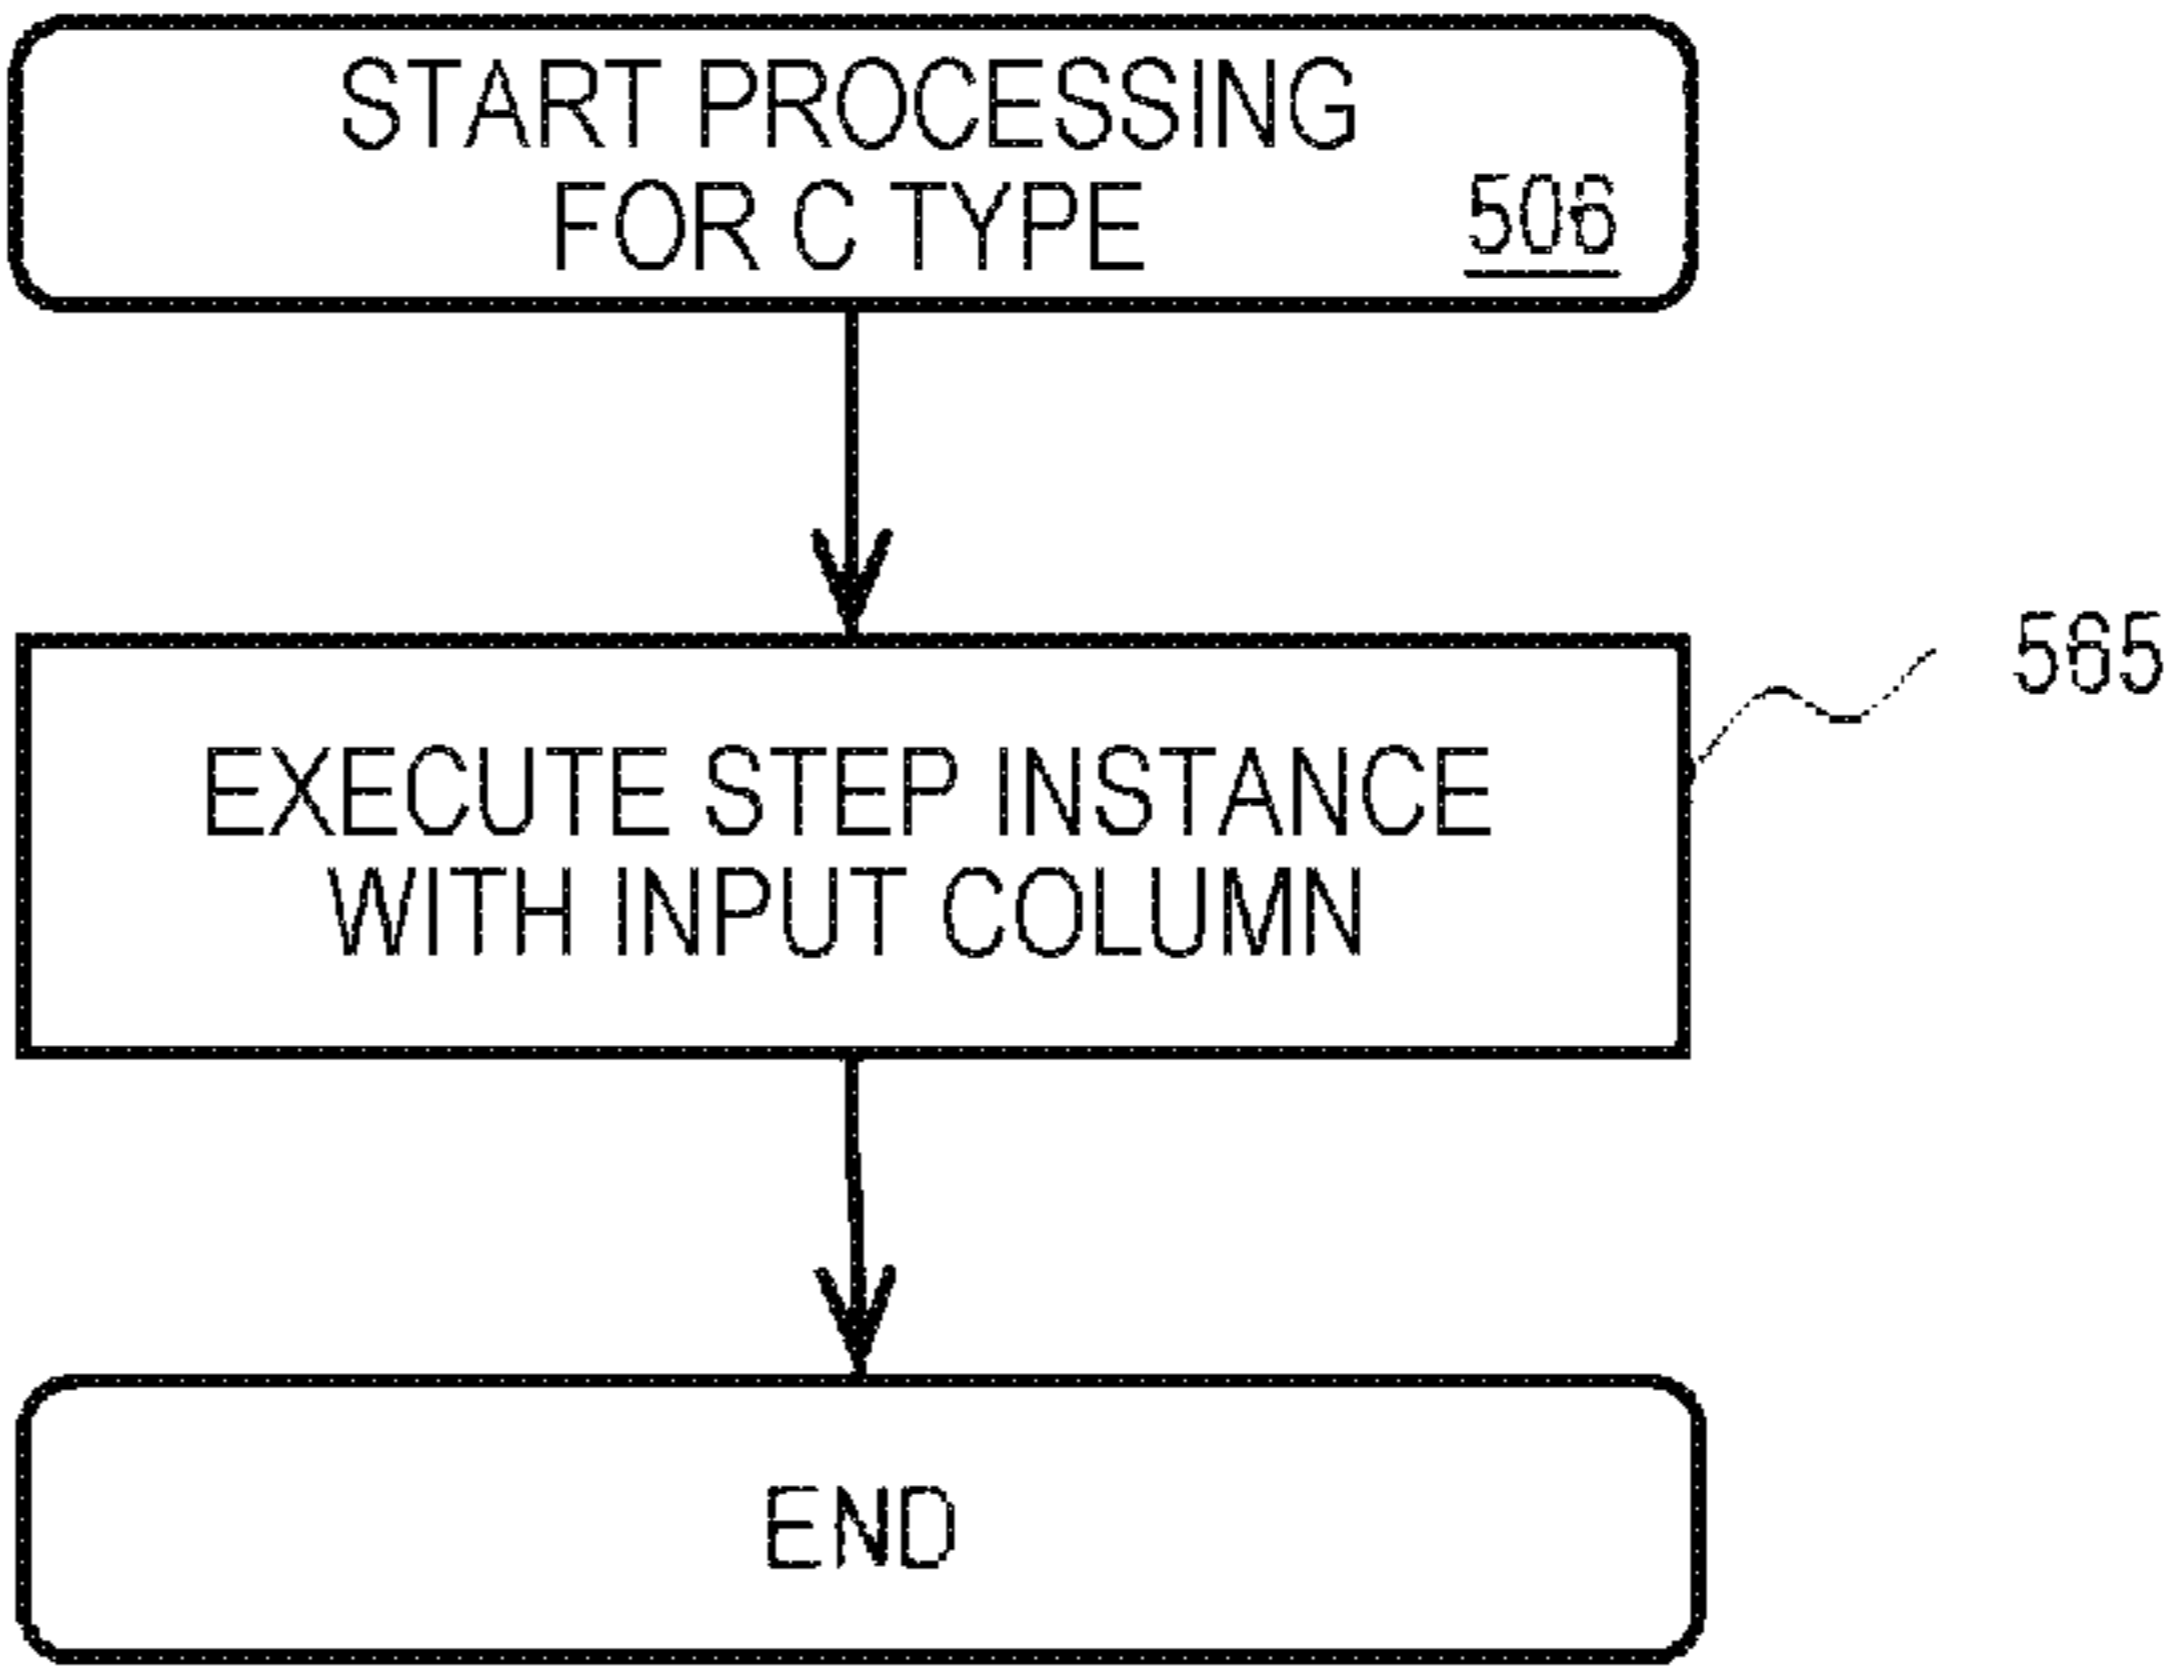 START PROCESSING
FOR C TYPE 506
565
EXECUTE STEP INSTANCE
WITH INPUT COLUMN
END